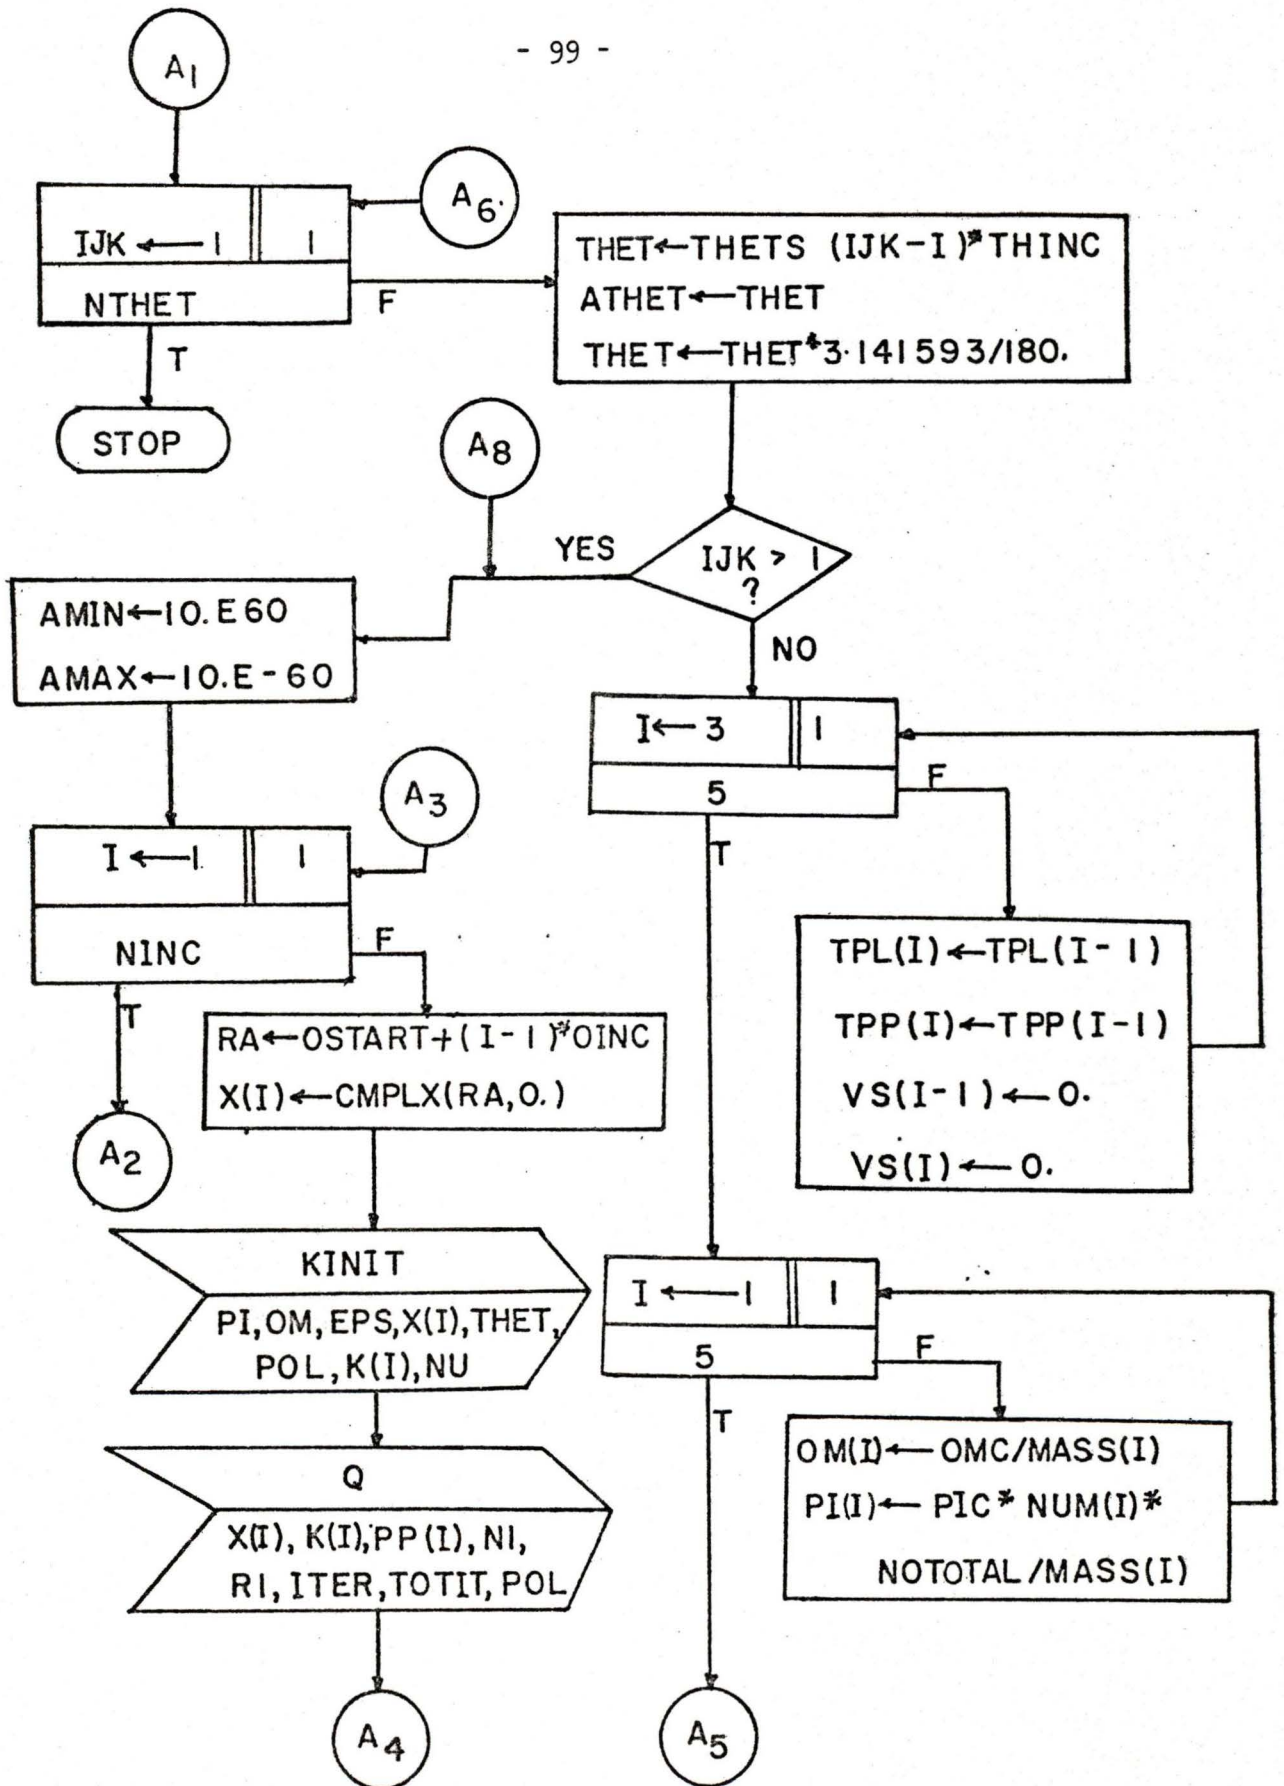 - 99 -
A1
A6.
IJK ← 1 1
NTHET
F
T
STOP
THET←THETS (IJK-I)*THINC
ATHET←THET
THET←THET*3.141593/180.
A8
YES
IJK > 1
?
NO
AMIN←10.E60
AMAX←10.E-60
I←3 1
5
F
T
A3
I←1 1
NINC
F
T
A2
TPL(I)←TPL(I-1)
TPP(I)←TPP(I-1)
VS(I-1)←0.
VS(I)←0.
RA←OSTART+(I-1)*OINC
X(I)←CMPLX(RA,0.)
KINIT
PI,OM,EPS,X(I),THET,
POL,K(I),NU
I←1 1
5
F
T
Q
X(I), K(I),PP(I),NI,
RI,ITER,TOTIT,POL
OM(I)←OMC/MASS(I)
PI(I)←PIC*NUM(I)*
NOTOTAL/MASS(I)
A4
A5